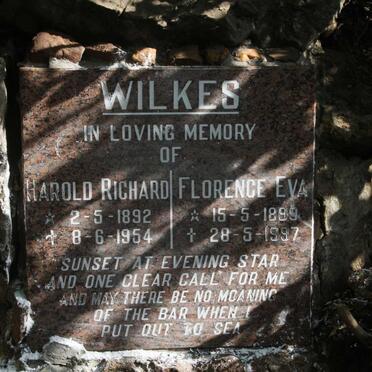 WILKES
IN LOVING MEMORY
OF
HAROLD RICHARD FLORENCE EVA
☆ 2-5-1892 ☆ 15-5-1899
✝ 8-6-1954 ✝ 28-5-1997
SUNSET AT EVENING STAR
AND ONE CLEAR CALL FOR ME
AND MAY THERE BE NO MOANING
OF THE BAR WHEN I
PUT OUT TO SEA